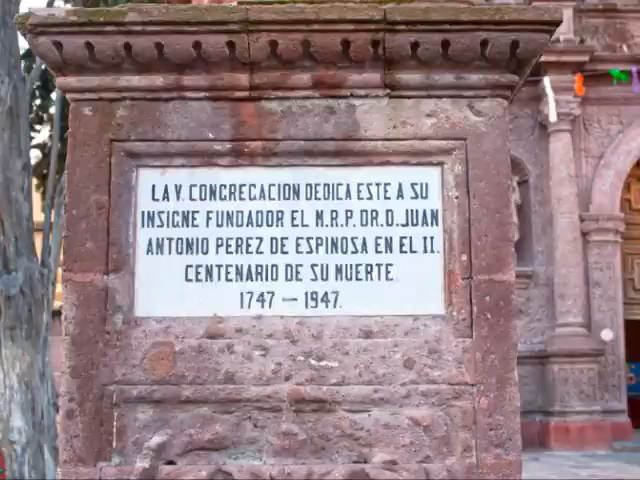 LA V. CONGREGACION DEDICA ESTE A SU
INSIGNE FUNDADOR EL M.R.P. DR. D. JUAN
ANTONIO PEREZ DE ESPINOSA EN EL II.
CENTENARIO DE SU MUERTE.
1747 — 1947.